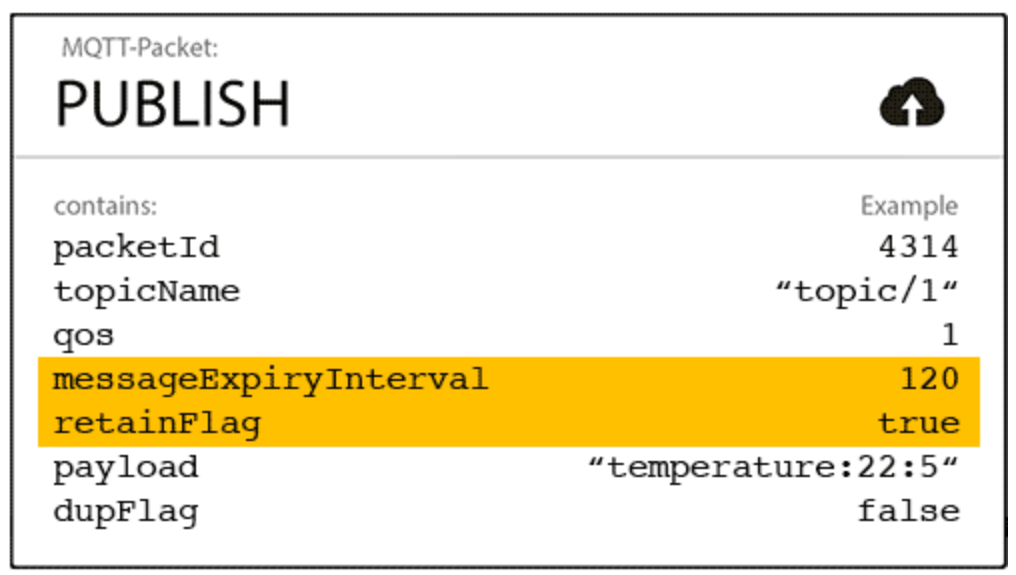 MQTT-Packet:
PUBLISH
contains: Example
packetId 4314
topicName “topic/1“
qos 1
messageExpiryInterval 120
retainFlag true
payload “temperature:22:5“
dupFlag false